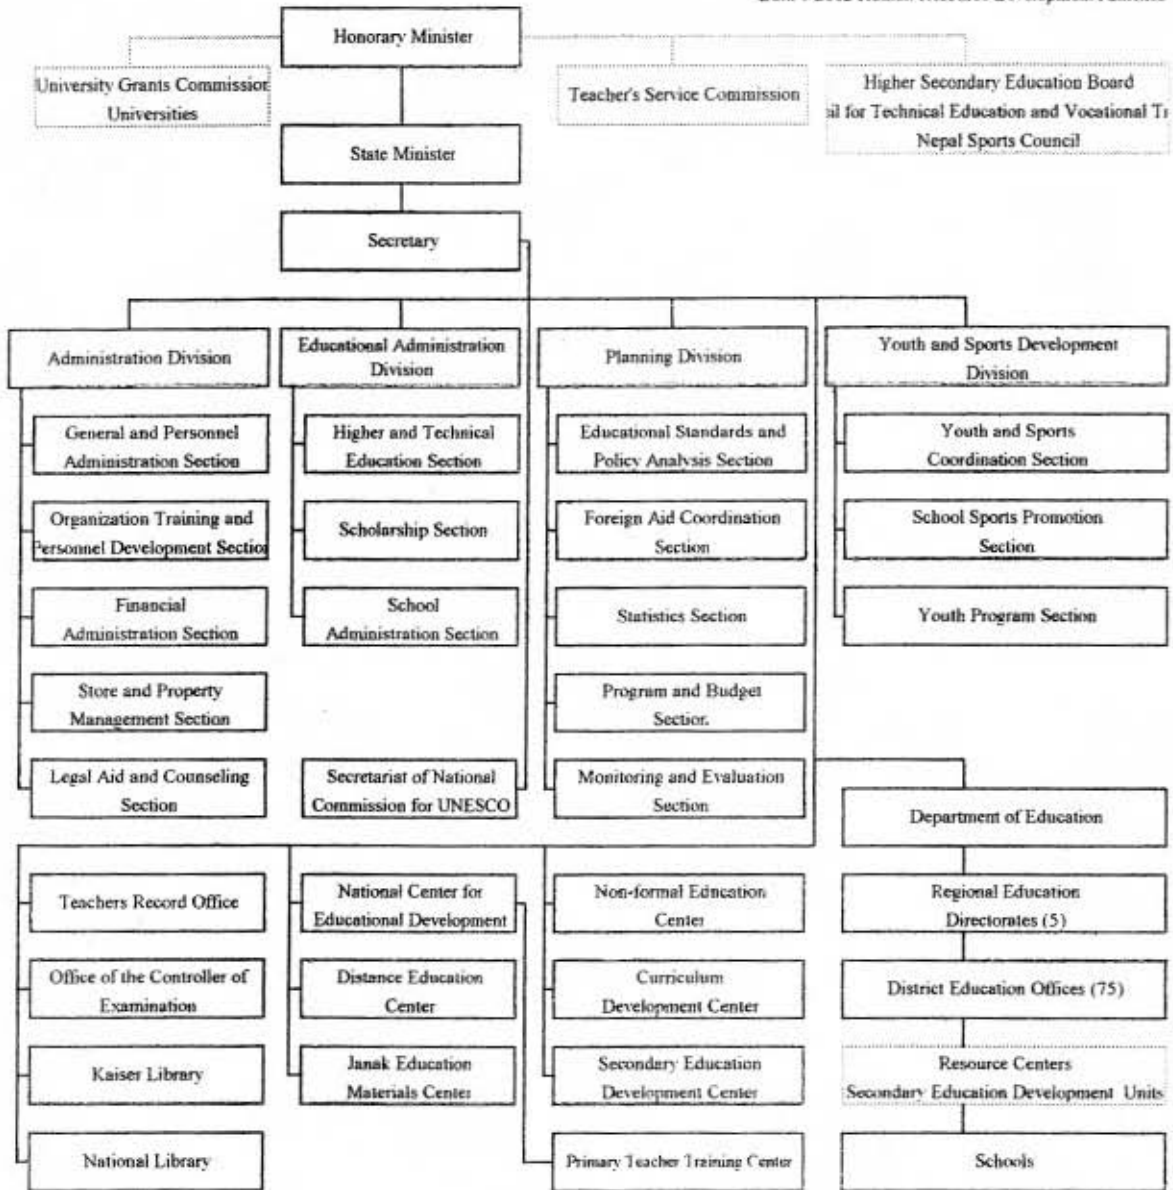 Honorary Minister
University Grants Commission
Universities
Teacher's Service Commission
Higher Secondary Education Board
for Technical Education and Vocational
Nepal Sports Council
State Minister
Secretary
Administration Division
Educational Administration
Division
Planning Division
Youth and Sports Development
Division
General and Personnel
Administration Section
Higher and Technical
Education Section
Educational Standards and
Policy Analysis Section
Youth and Sports
Coordination Section
Organization Training and
Personnel Development Section
Scholarship Section
Foreign Aid Coordination
Section
School Sports Promotion
Section
Financial
Administration Section
School
Administration Section
Statistics Section
Youth Program Section
Store and Property
Management Section
Program and Budget
Section
Legal Aid and Counseling
Section
Secretariat of National
Commission for UNESCO
Monitoring and Evaluation
Section
Department of Education
Teachers Record Office
National Center for
Educational Development
Non-formal Education
Center
Regional Education
Directorates (5)
Office of the Controller of
Examination
Distance Education
Center
Curriculum
Development Center
District Education Offices (75)
Kaiser Library
Janak Education
Materials Center
Secondary Education
Development Center
Resource Centers
Secondary Education Development Units
National Library
Primary Teacher Training Center
Schools